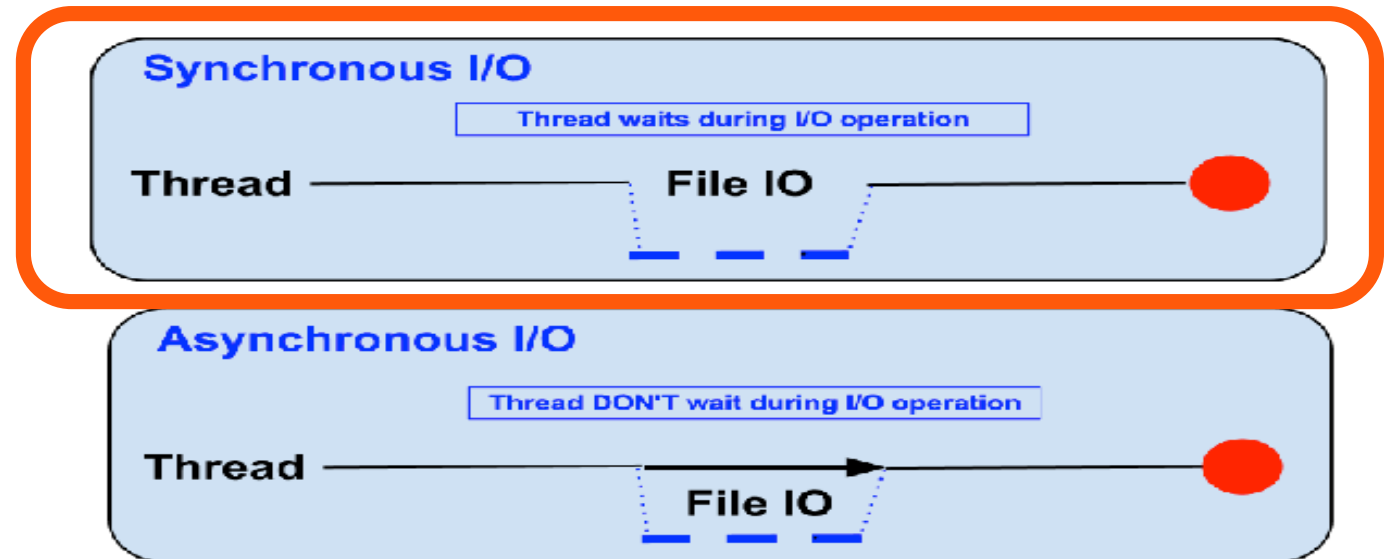 Synchronous I/O
Thread waits during I/O operation
Thread
File IO
Asynchronous I/O
Thread DON'T wait during I/O operation
Thread
File IO